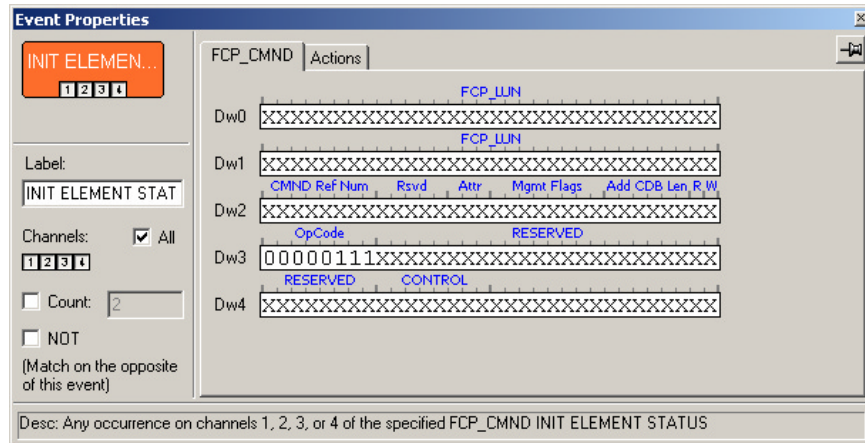 Event Properties
INIT ELEMEN...
1 2 3 4
FCP_CMND Actions
FCP_LUN
Dw0 XXXXXXXXXXXXXXXXXXXXXXXXXXXXXXXX
FCP_LUN
Dw1 XXXXXXXXXXXXXXXXXXXXXXXXXXXXXXXX
Label:
INIT ELEMENT STAT
CMND Ref Num Rsvd Attr Mgmt Flags Add CDB Len R W
Dw2 XXXXXXXXXXXXXXXXXXXXXXXXXXXXXXXX
Channels: All
1 2 3 4
OpCode RESERVED
Dw3 00000111XXXXXXXXXXXXXXXXXXXXXXXX
RESERVED CONTROL
Dw4 XXXXXXXXXXXXXXXXXXXXXXXXXXXXXXXX
Count: 2
NOT
(Match on the opposite
of this event)
Desc: Any occurrence on channels 1, 2, 3, or 4 of the specified FCP_CMND INIT ELEMENT STATUS